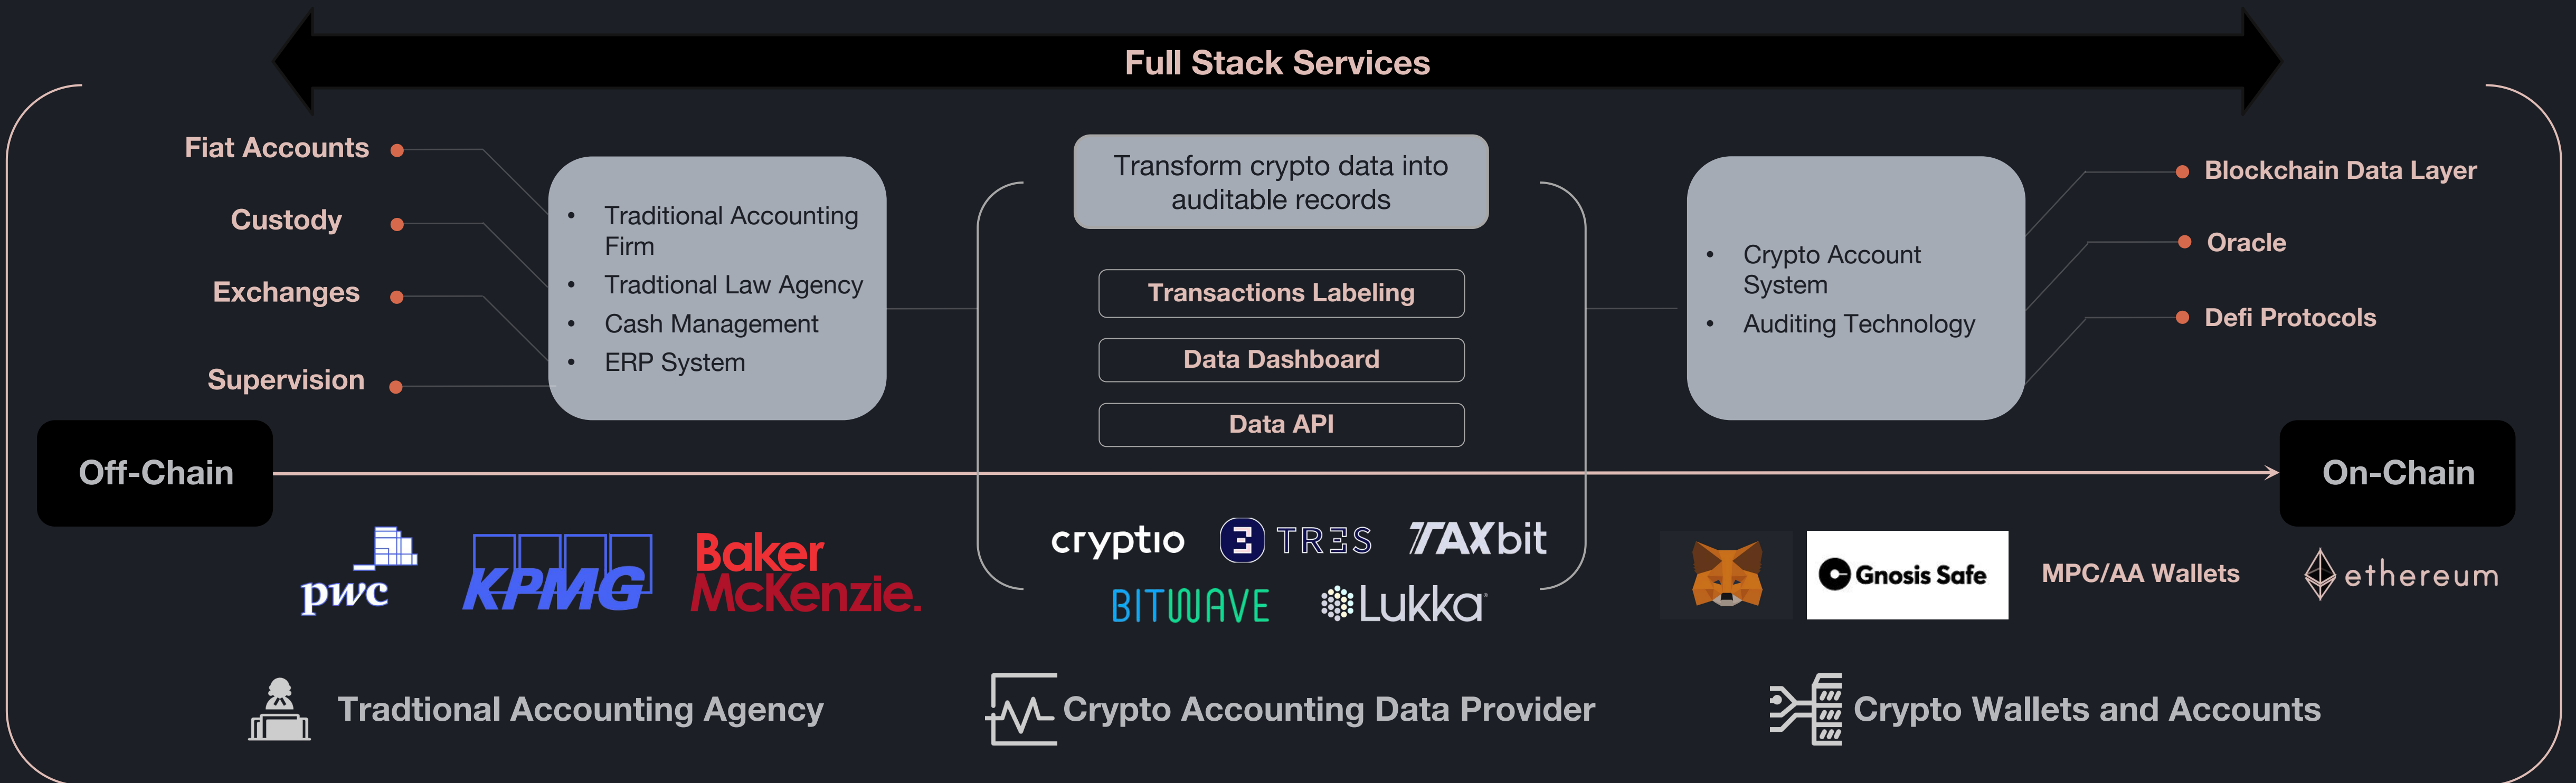 Full Stack Services
Fiat Accounts
Custody
Exchanges
Supervision
• Traditional Accounting
Firm
• Tradtional Law Agency
• Cash Management
• ERP System
Transform crypto data into
auditable records
Transactions Labeling
Data Dashboard
Data API
• Crypto Account
System
• Auditing Technology
Blockchain Data Layer
Oracle
Defi Protocols
Off-Chain
On-Chain
pwc
KPMG
Baker
McKenzie.
cryptio
TRES
TAXbit
BITWAVE
Lukka
Gnosis Safe
MPC/AA Wallets
ethereum
Tradtional Accounting Agency
Crypto Accounting Data Provider
Crypto Wallets and Accounts